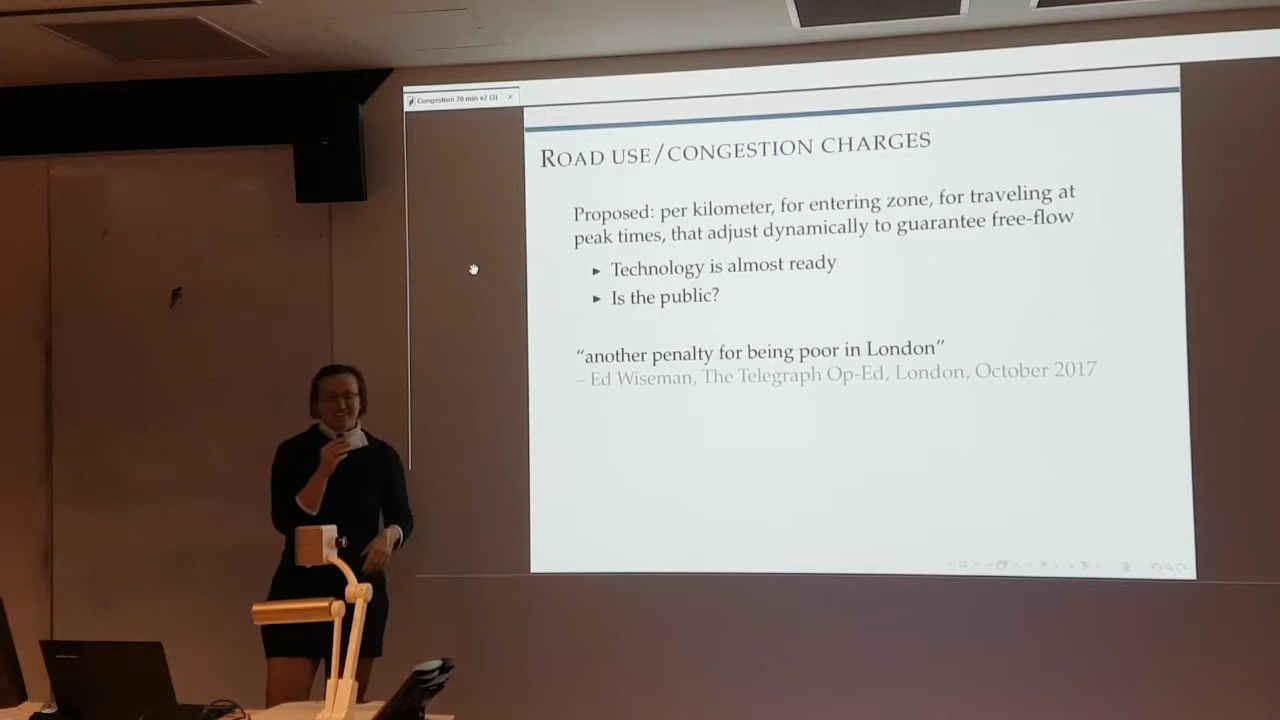 Congestion 20 min v2 (3)
ROAD USE/CONGESTION CHARGES
Proposed: per kilometer, for entering zone, for traveling at
peak times, that adjust dynamically to guarantee free-flow
▸ Technology is almost ready
▸ Is the public?
“another penalty for being poor in London”
– Ed Wiseman, The Telegraph Op-Ed, London, October 2017